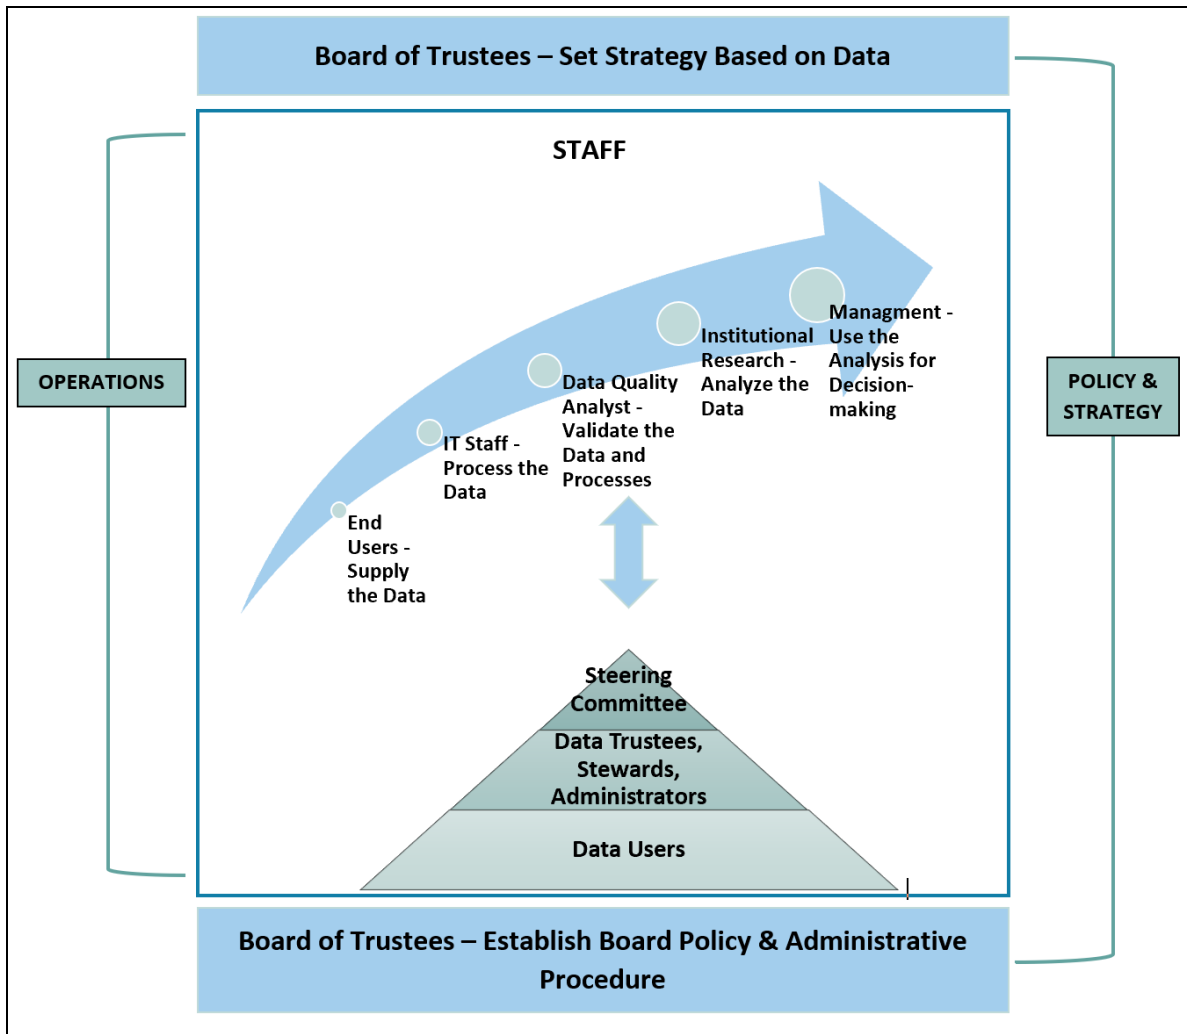 Board of Trustees – Set Strategy Based on Data
STAFF
OPERATIONS
POLICY &
STRATEGY
End
Users -
Supply
the Data
IT Staff -
Process the
Data
Data Quality
Analyst -
Validate the
Data and
Processes
Institutional
Research -
Analyze the
Data
Managment -
Use the
Analysis for
Decision-
making
Steering
Committee
Data Trustees,
Stewards,
Administrators
Data Users
Board of Trustees – Establish Board Policy & Administrative
Procedure